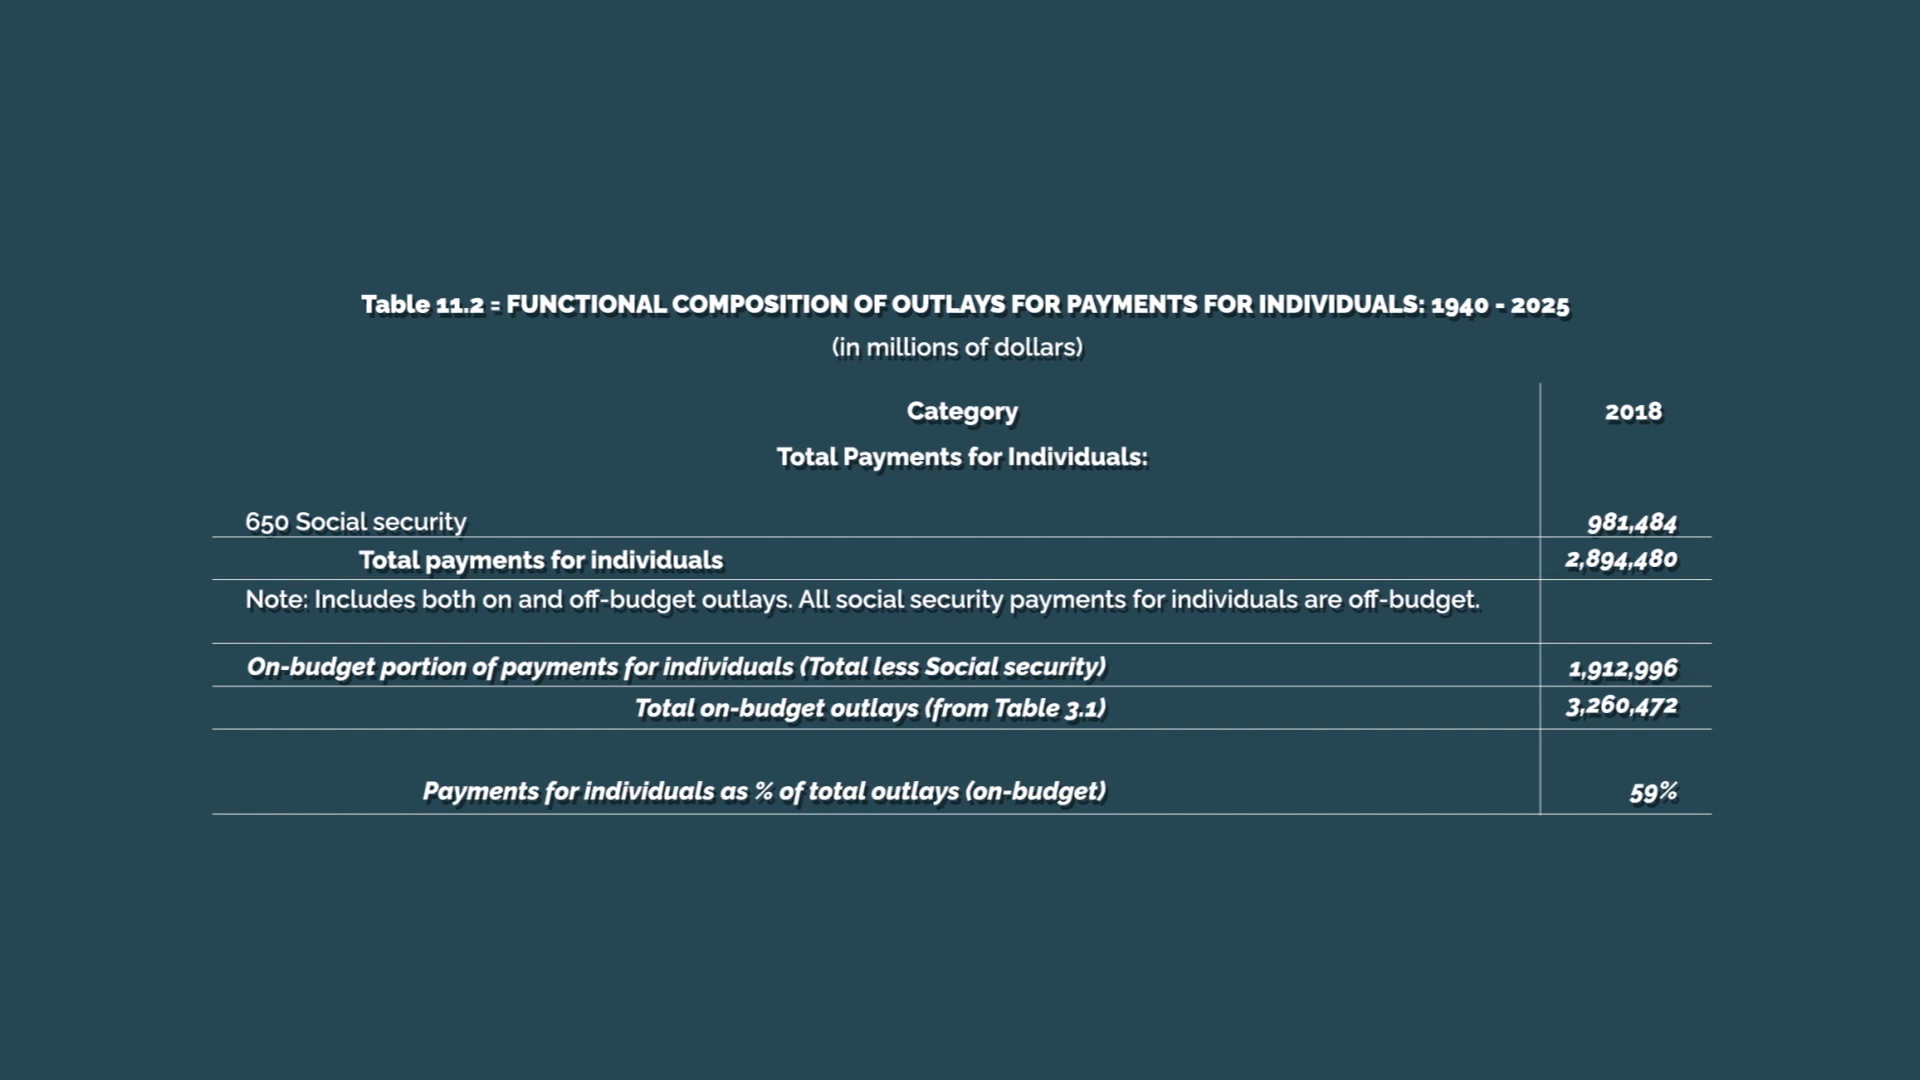 Table 11.2 = FUNCTIONAL COMPOSITION OF OUTLAYS FOR PAYMENTS FOR INDIVIDUALS: 1940 - 2025
(in millions of dollars)
Category 2018
Total Payments for Individuals:
650 Social security 981,484
Total payments for individuals 2,894,480
Note: Includes both on and off-budget outlays. All social security payments for individuals are off-budget.
On-budget portion of payments for individuals (Total less Social security) 1,912,996
Total on-budget outlays (from Table 3.1) 3,260,472
Payments for individuals as % of total outlays (on-budget) 59%